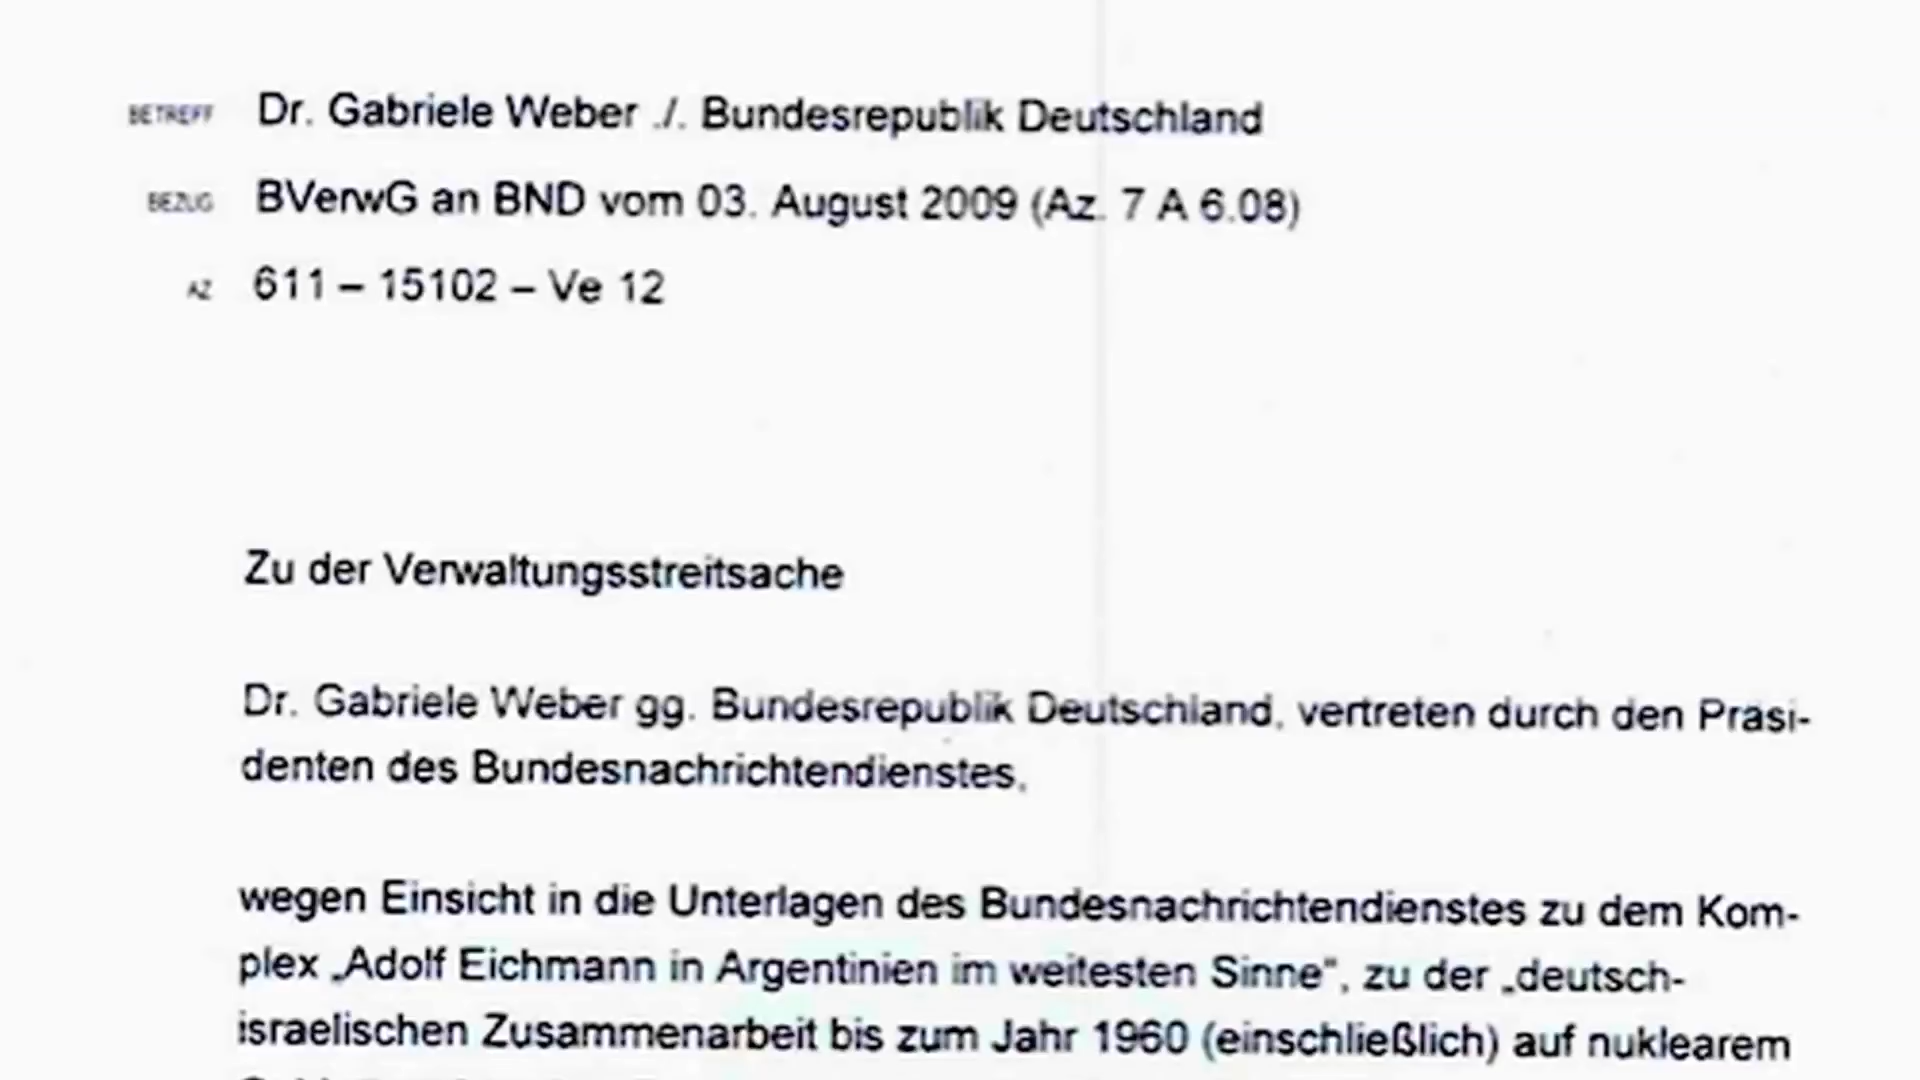 BETREFF Dr. Gabriele Weber ./. Bundesrepublik Deutschland
BEZUG BVerwG an BND vom 03. August 2009 (Az. 7 A 6.08)
AZ 611 – 15102 – Ve 12
Zu der Verwaltungsstreitsache
Dr. Gabriele Weber gg. Bundesrepublik Deutschland, vertreten durch den Präsi-
denten des Bundesnachrichtendienstes,
wegen Einsicht in die Unterlagen des Bundesnachrichtendienstes zu dem Kom-
plex „Adolf Eichmann in Argentinien im weitesten Sinne“, zu der „deutsch-
israelischen Zusammenarbeit bis zum Jahr 1960 (einschließlich) auf nuklearem